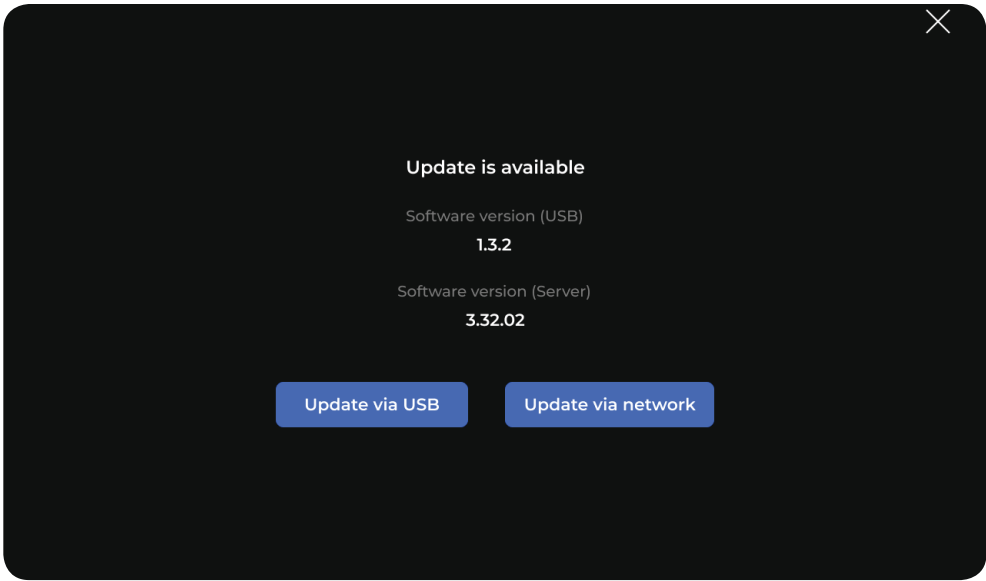 Update is available
Software version (USB)
1.3.2
Software version (Server)
3.32.02
Update via USB
Update via network